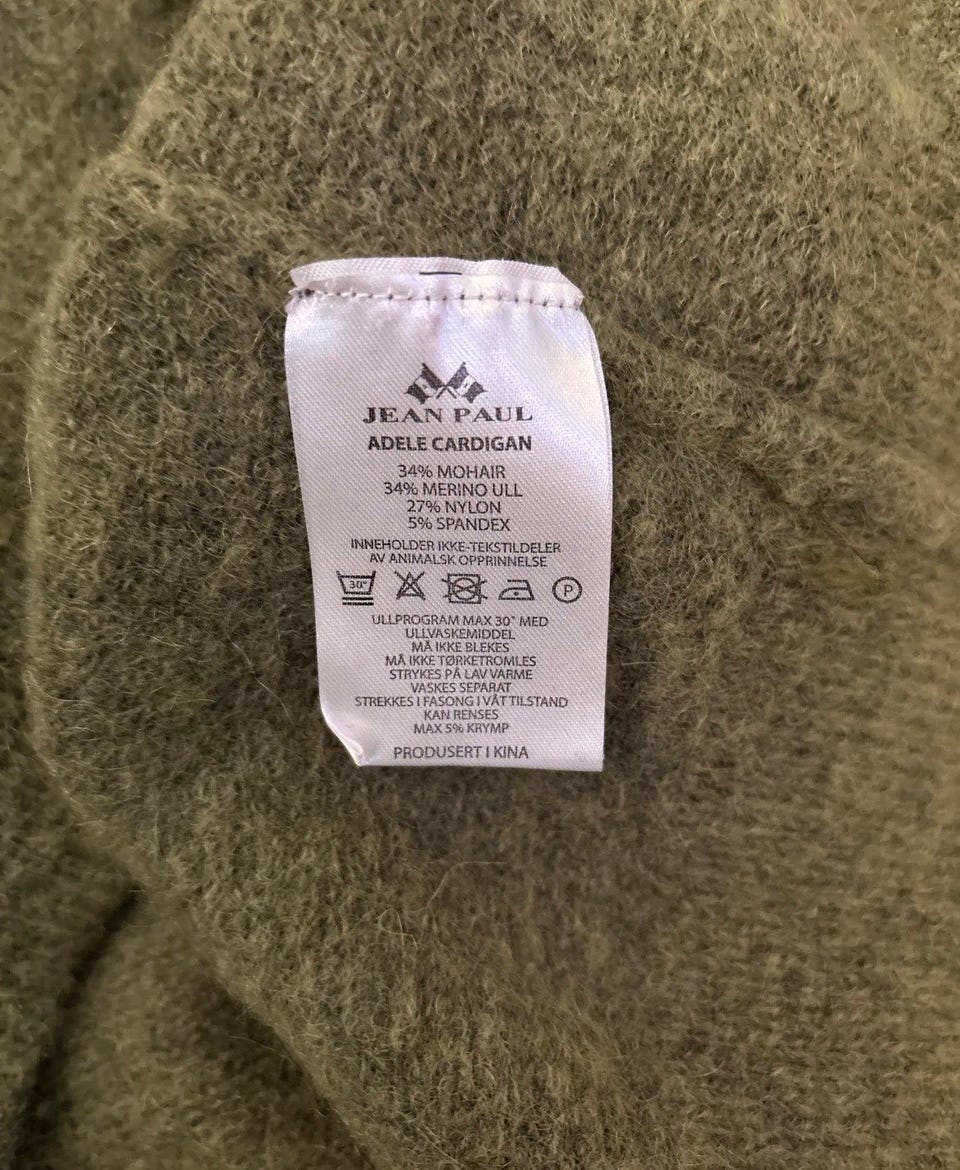 JEAN PAUL
ADELE CARDIGAN
34% MOHAIR
34% MERINO ULL
27% NYLON
5% SPANDEX
INNEHOLDER IKKE-TEKSTILDELER
AV ANIMALSK OPPRINNELSE
30° P
ULLPROGRAM MAX 30° MED
ULLVASKEMIDDEL
MÅ IKKE BLEKES
MÅ IKKE TØRKETROMLES
STRYKES PÅ LAV VARME
VASKES SEPARAT
STREKKES I FASONG I VÅT TILSTAND
KAN RENSES
MAX 5% KRYMP
PRODUSERT I KINA